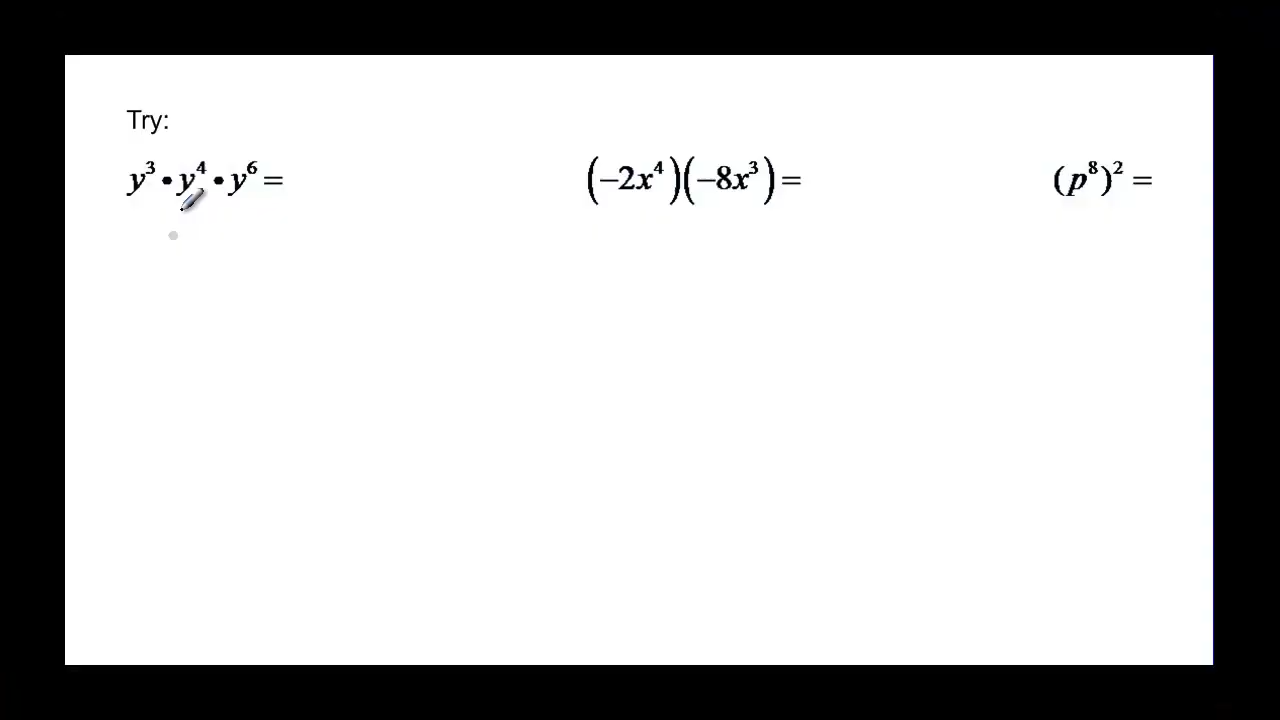 Try:
y³ • y⁴ • y⁶ = (−2x⁴)(−8x³) = (p⁸)² =